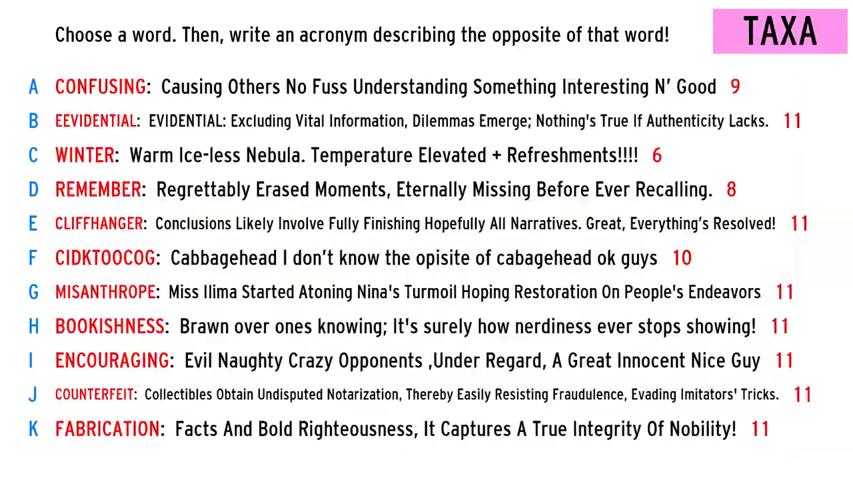 Choose a word. Then, write an acronym describing the opposite of that word! TAXA
A CONFUSING: Causing Others No Fuss Understanding Something Interesting N' Good 9
B EEVIDENTIAL: EVIDENTIAL: Excluding Vital Information, Dilemmas Emerge; Nothing's True If Authenticity Lacks. 11
C WINTER: Warm Ice-less Nebula. Temperature Elevated + Refreshments!!!! 6
D REMEMBER: Regrettably Erased Moments, Eternally Missing Before Ever Recalling. 8
E CLIFFHANGER: Conclusions Likely Involve Fully Finishing Hopefully All Narratives. Great, Everything's Resolved! 11
F CIDKTOOCOG: Cabbagehead I don't know the opisite of cabagehead ok guys 10
G MISANTHROPE: Miss Ilima Started Atoning Nina's Turmoil Hoping Restoration On People's Endeavors 11
H BOOKISHNESS: Brawn over ones knowing; It's surely how nerdiness ever stops showing! 11
I ENCOURAGING: Evil Naughty Crazy Opponents ,Under Regard, A Great Innocent Nice Guy 11
J COUNTERFEIT: Collectibles Obtain Undisputed Notarization, Thereby Easily Resisting Fraudulence, Evading Imitators' Tricks. 11
K FABRICATION: Facts And Bold Righteousness, It Captures A True Integrity Of Nobility! 11